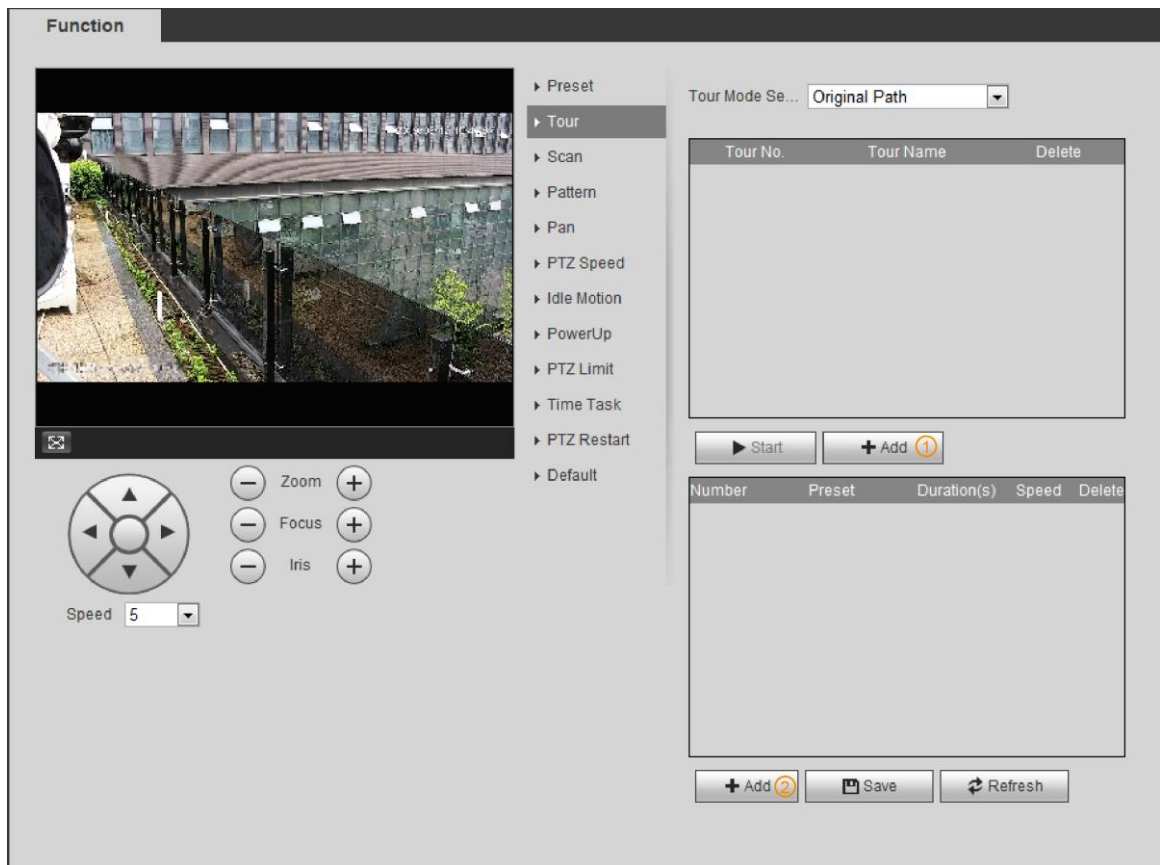 Function
Preset
Tour
Scan
Pattern
Pan
PTZ Speed
Idle Motion
PowerUp
PTZ Limit
Time Task
PTZ Restart
Default
Zoom
Focus
Iris
Speed 5
Tour Mode Se... Original Path
Tour No. Tour Name Delete
Start Add 1
Number Preset Duration(s) Speed Delete
Add 2 Save Refresh